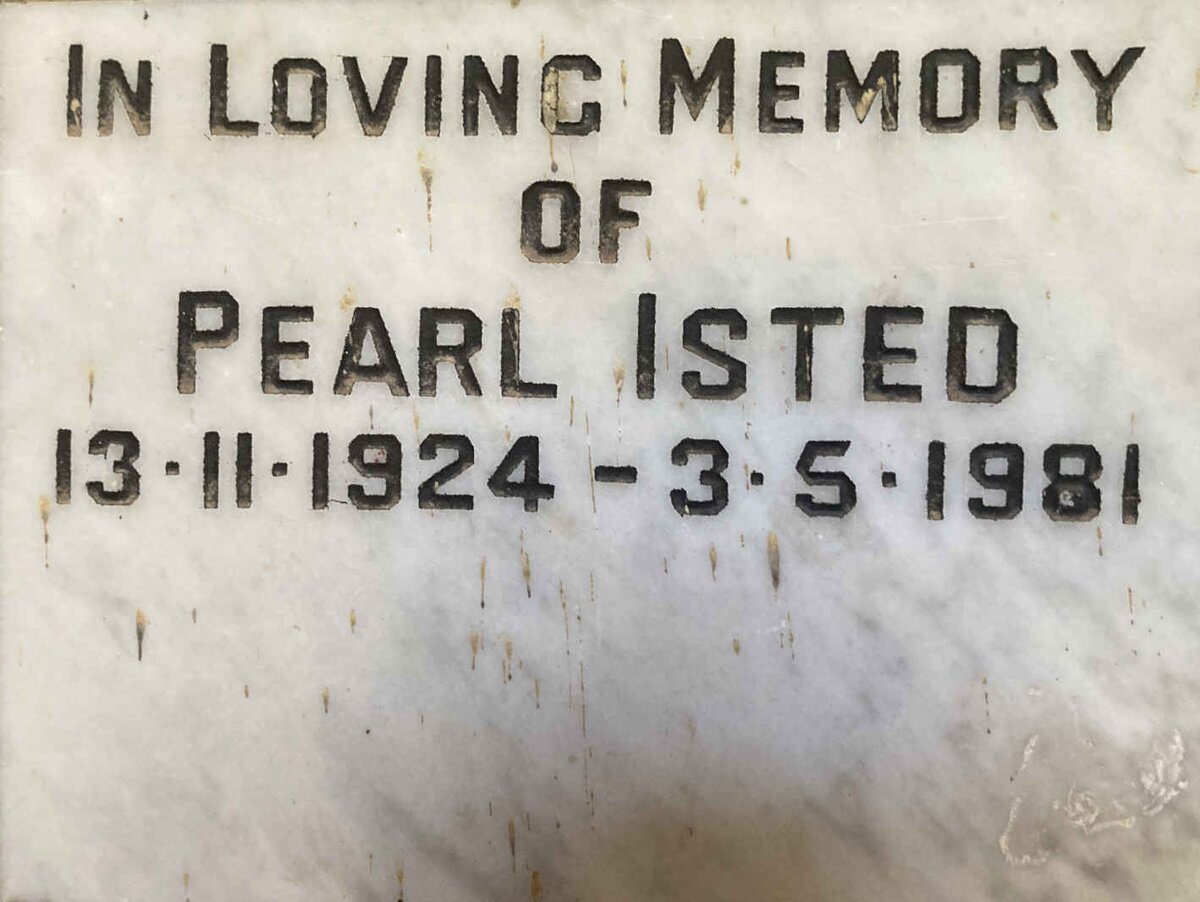 IN LOVING MEMORY
OF
PEARL ISTED
13·11·1924 – 3·5·1981